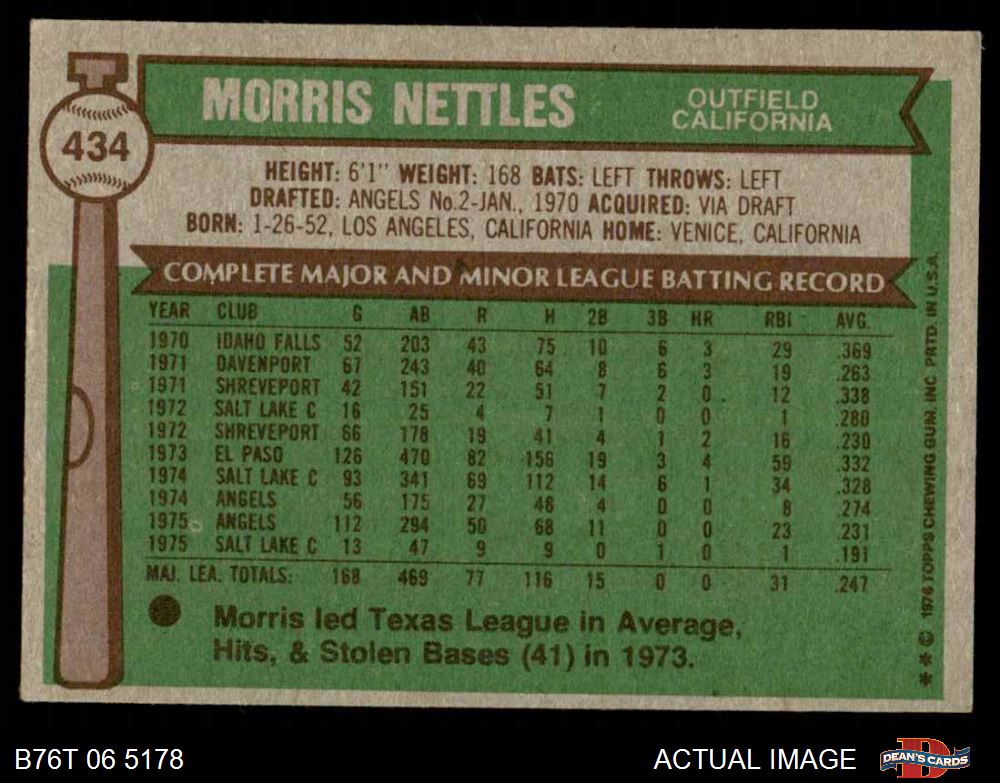 MORRIS NETTLES
OUTFIELD
CALIFORNIA
434
HEIGHT: 6'1" WEIGHT: 168 BATS: LEFT THROWS: LEFT
DRAFTED: ANGELS No.2-JAN., 1970 ACQUIRED: VIA DRAFT
BORN: 1-26-52, LOS ANGELES, CALIFORNIA HOME: VENICE, CALIFORNIA
COMPLETE MAJOR AND MINOR LEAGUE BATTING RECORD
YEAR CLUB G AB R H 2B 3B HR RBI AVG.
1970 IDAHO FALLS 52 203 43 75 10 6 3 29 .369
1971 DAVENPORT 67 243 40 64 8 6 3 19 .263
1971 SHREVEPORT 42 151 22 51 7 2 0 12 .338
1972 SALT LAKE C 16 25 4 7 1 0 0 1 .280
1972 SHREVEPORT 66 178 19 41 4 1 2 16 .230
1973 EL PASO 126 470 82 156 19 3 4 59 .332
1974 SALT LAKE C 93 341 69 112 14 6 1 34 .328
1974 ANGELS 56 175 27 48 4 0 0 8 .274
1975 ANGELS 112 294 50 68 11 0 0 23 .231
1975 SALT LAKE C 13 47 9 9 0 1 0 1 .191
MAJ. LEA. TOTALS: 168 469 77 116 15 0 0 31 .247
Morris led Texas League in Average,
Hits, & Stolen Bases (41) in 1973.
** © 1976 TOPPS CHEWING GUM, INC PRTD. IN U.S.A.
B76T 06 5178
ACTUAL IMAGE
DEAN'S CARDS